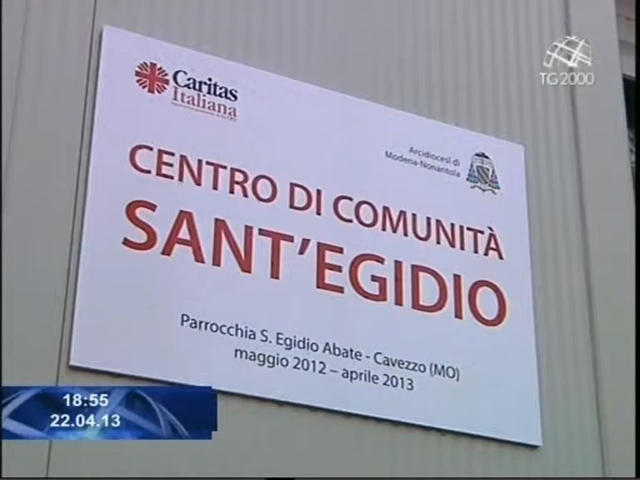 TG2000
Caritas
Italiana
Arcidiocesi di
Modena-Nonantola
CENTRO DI COMUNITÀ
SANT'EGIDIO
Parrocchia S. Egidio Abate - Cavezzo (MO)
maggio 2012 – aprile 2013
18:55
22.04.13